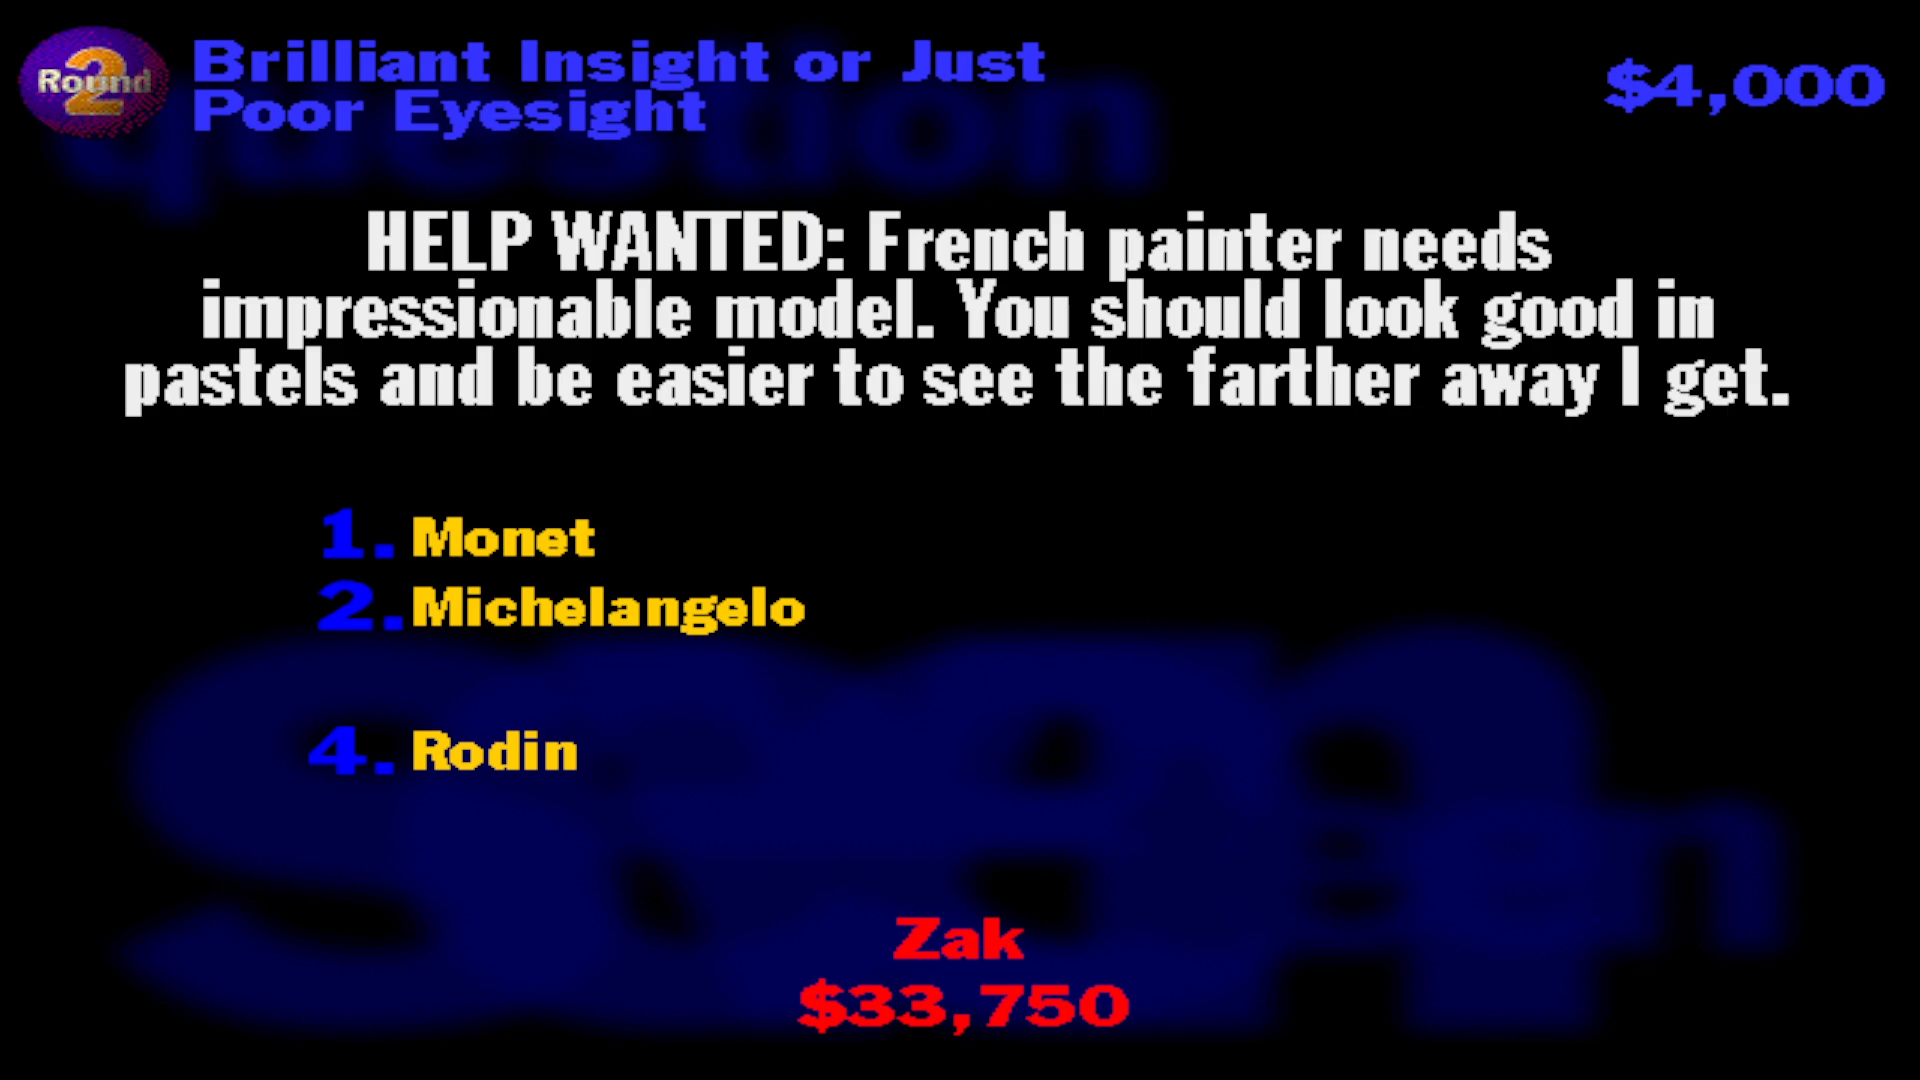 Round 2
Brilliant Insight or Just
Poor Eyesight
$4,000
HELP WANTED: French painter needs
impressionable model. You should look good in
pastels and be easier to see the farther away I get.
1. Monet
2. Michelangelo
4. Rodin
Zak
$33,750
question